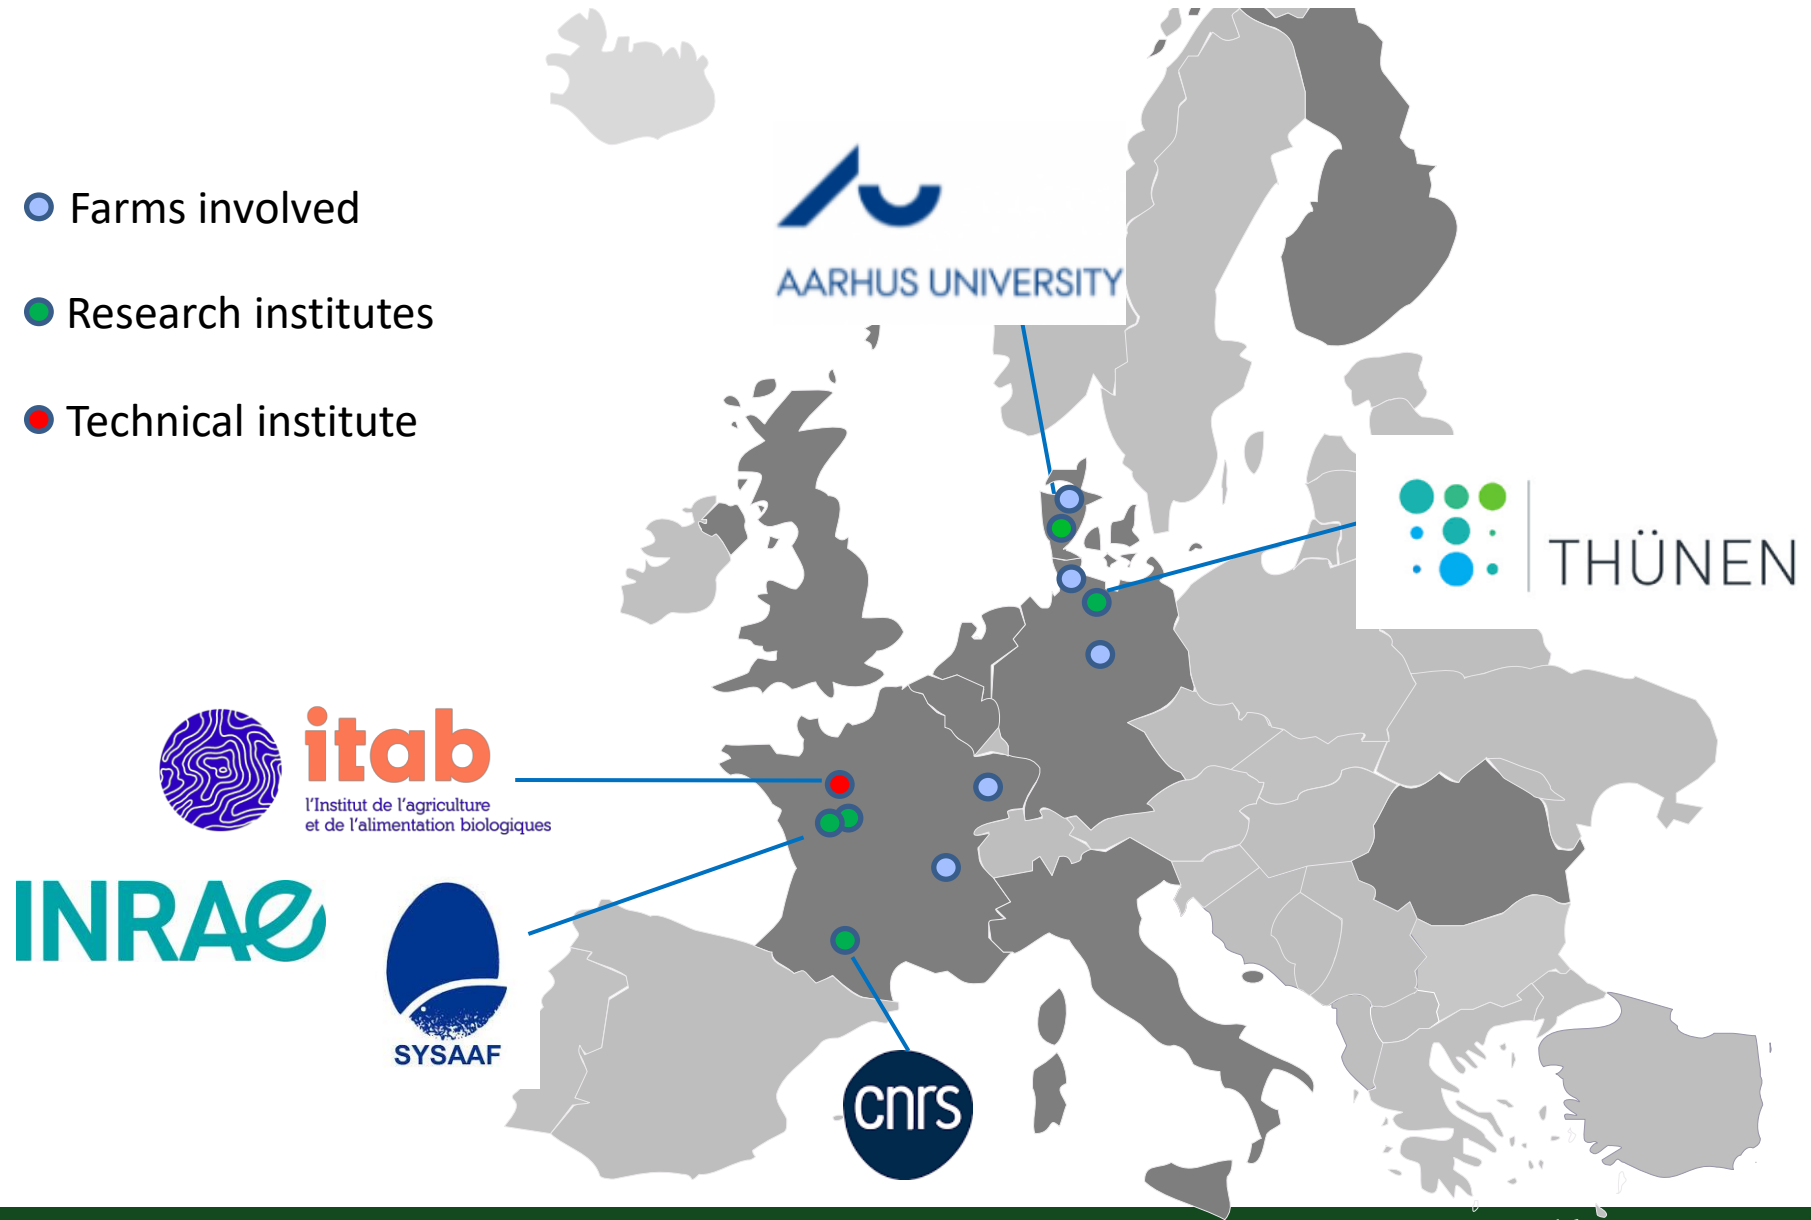 AARHUS UNIVERSITY
Farms involved
Research institutes
Technical institute
THÜNEN
itab
l'Institut de l'agriculture
et de l'alimentation biologiques
INRAE
SYSAAF
cnrs